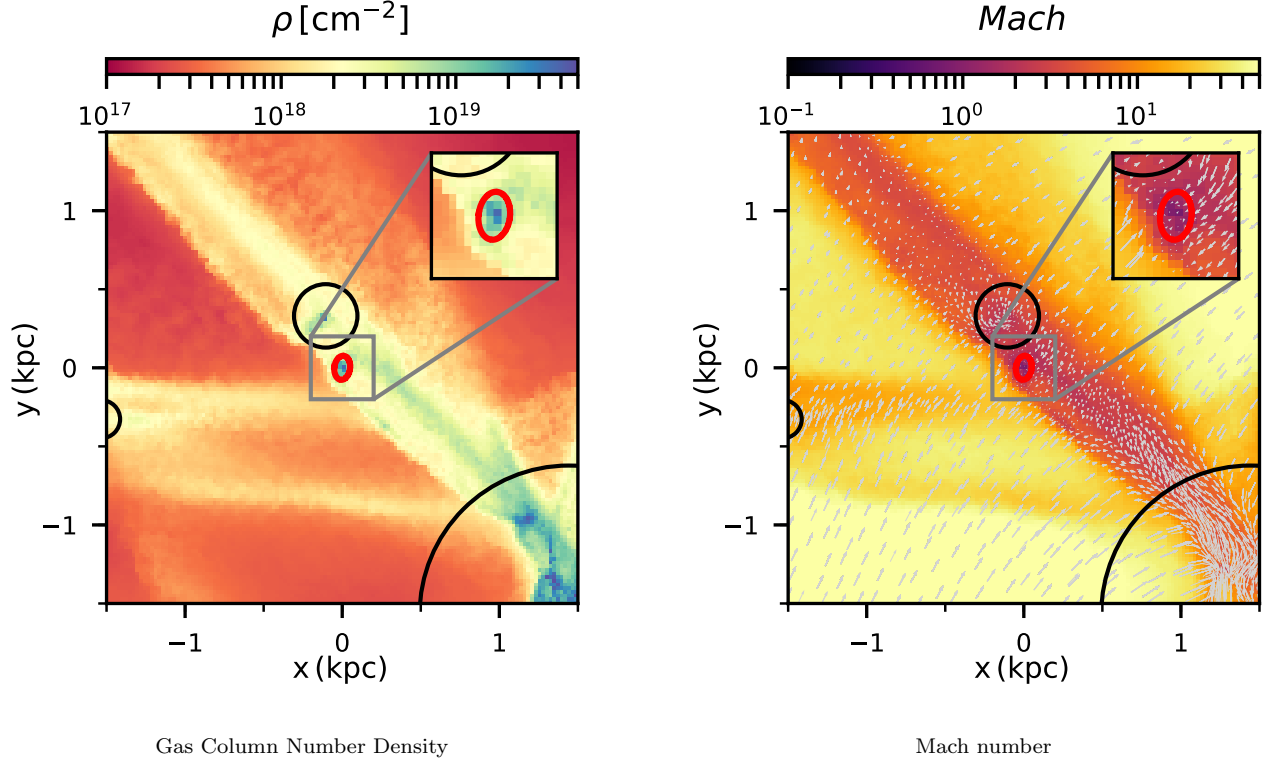 ρ [cm⁻²]
Mach
10¹⁷ 10¹⁸ 10¹⁹
10⁻¹ 10⁰ 10¹
y (kpc)
1
0
−1
−1 0 1
x (kpc)
y (kpc)
1
0
−1
−1 0 1
x (kpc)
Gas Column Number Density
Mach number